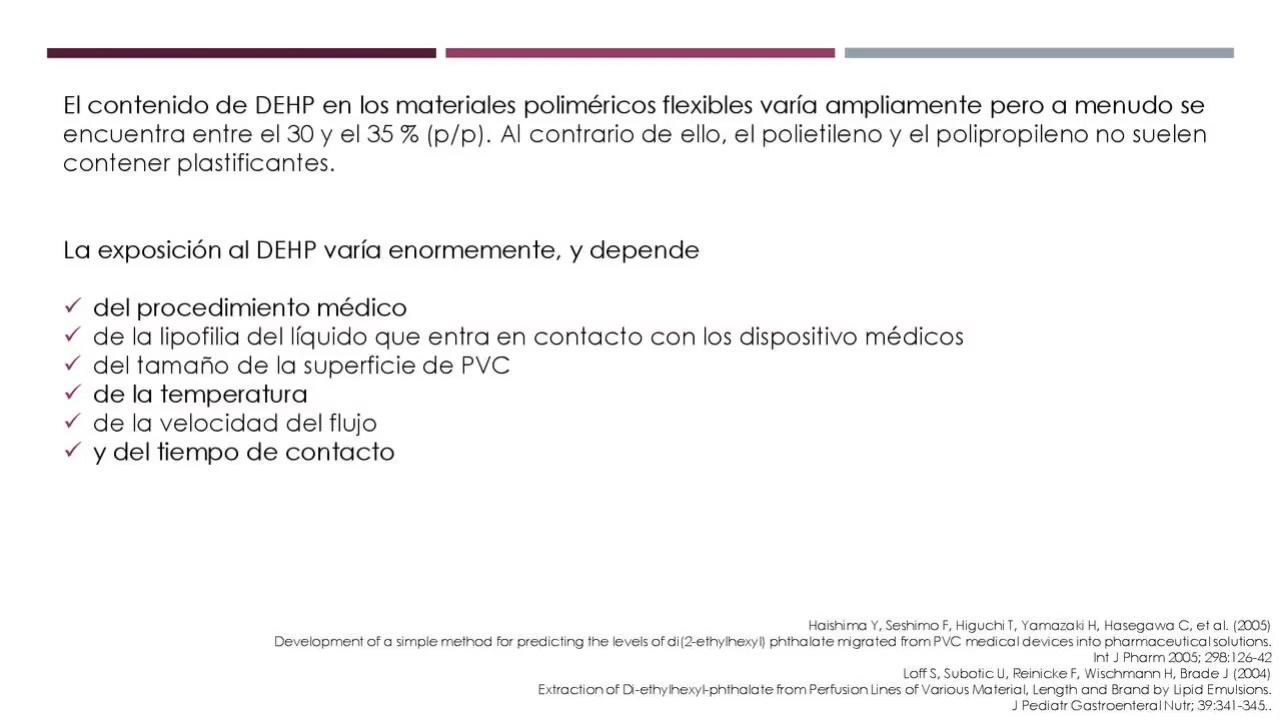 El contenido de DEHP en los materiales poliméricos flexibles varía ampliamente pero a menudo se
encuentra entre el 30 y el 35 % (p/p). Al contrario de ello, el polietileno y el polipropileno no suelen
contener plastificantes.
La exposición al DEHP varía enormemente, y depende
✓ del procedimiento médico
✓ de la lipofilia del líquido que entra en contacto con los dispositivo médicos
✓ del tamaño de la superficie de PVC
✓ de la temperatura
✓ de la velocidad del flujo
✓ y del tiempo de contacto
Haishima Y, Seshimo F, Higuchi T, Yamazaki H, Hasegawa C, et al. (2005)
Development of a simple method for predicting the levels of di(2-ethylhexyl) phthalate migrated from PVC medical devices into pharmaceutical solutions.
Int J Pharm 2005; 298:126-42
Loff S, Subotic U, Reinicke F, Wischmann H, Brade J (2004)
Extraction of Di-ethylhexyl-phthalate from Perfusion Lines of Various Material, Length and Brand by Lipid Emulsions.
J Pediatr Gastroenteral Nutr; 39:341-345..